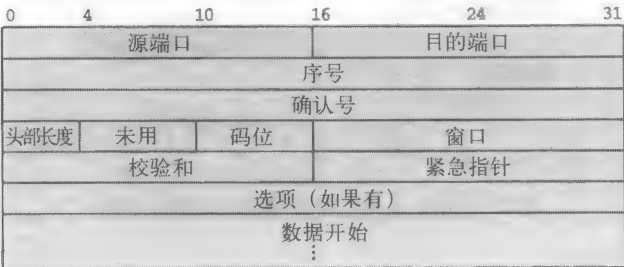 0 4 10 16 24 31
源端口 目的端口
序号
确认号
头部长度 未用 码位 窗口
校验和 紧急指针
选项（如果有）
数据开始
⋮